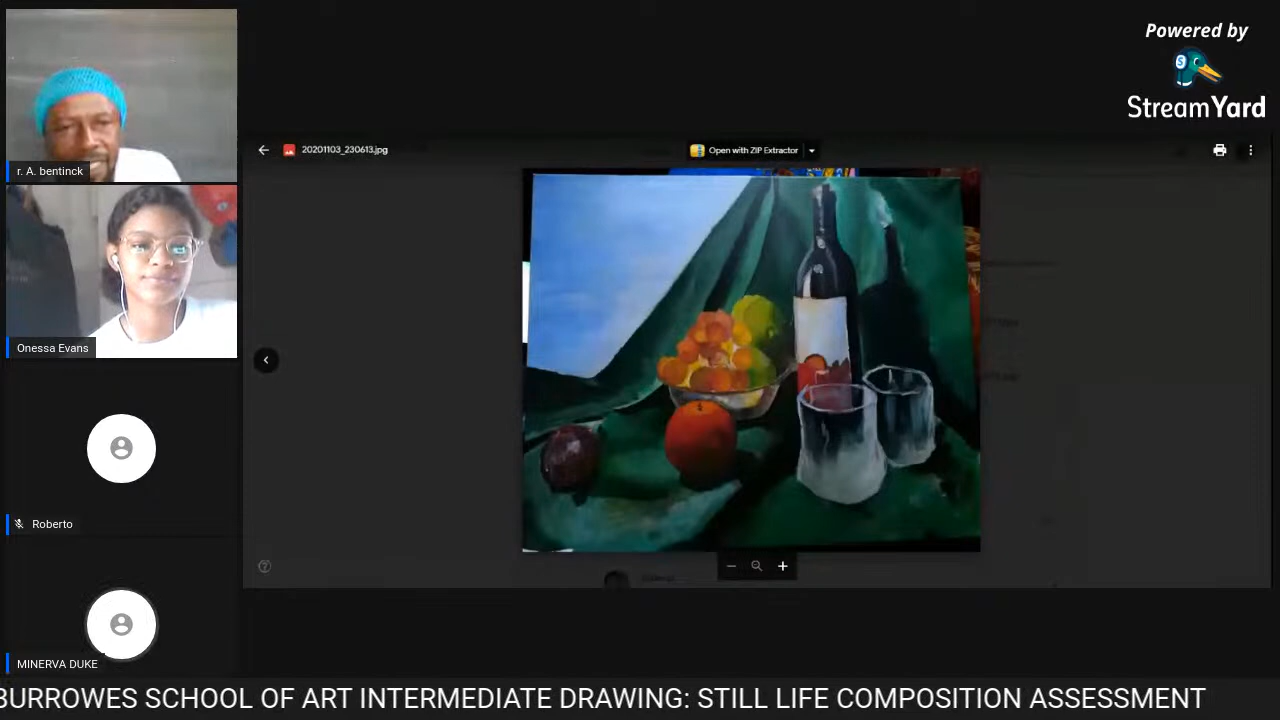 Powered by
StreamYard
r. A. bentinck
20201103_230613.jpg
Open with ZIP Extractor
Onessa Evans
Roberto
MINERVA DUKE
BURROWES SCHOOL OF ART INTERMEDIATE DRAWING: STILL LIFE COMPOSITION ASSESSMENT